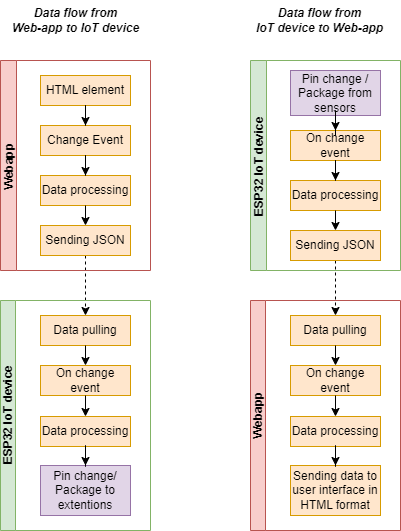 Data flow from
Web-app to IoT device
Webapp
HTML element
Change Event
Data processing
Sending JSON
ESP32 IoT device
Data pulling
On change
event
Data processing
Pin change/
Package to
extentions
Data flow from
IoT device to Web-app
ESP32 IoT device
Pin change /
Package from
sensors
On change
event
Data processing
Sending JSON
Webapp
Data pulling
On change
event
Data processing
Sending data to
user interface in
HTML format